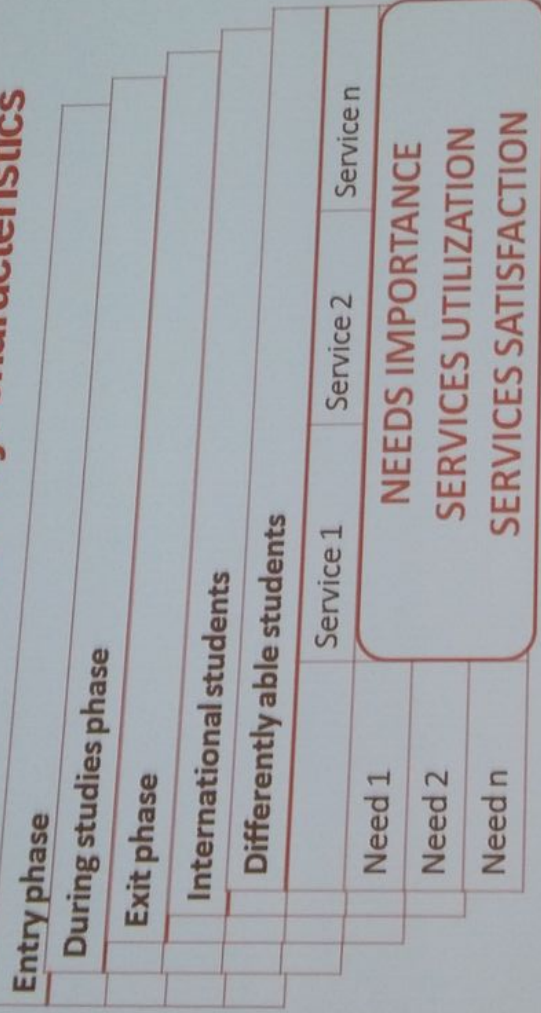 characteristics
Entry phase
During studies phase
Exit phase
International students
Differently able students
Service 1 Service 2 Service n
Need 1
Need 2
Need n
NEEDS IMPORTANCE
SERVICES UTILIZATION
SERVICES SATISFACTION